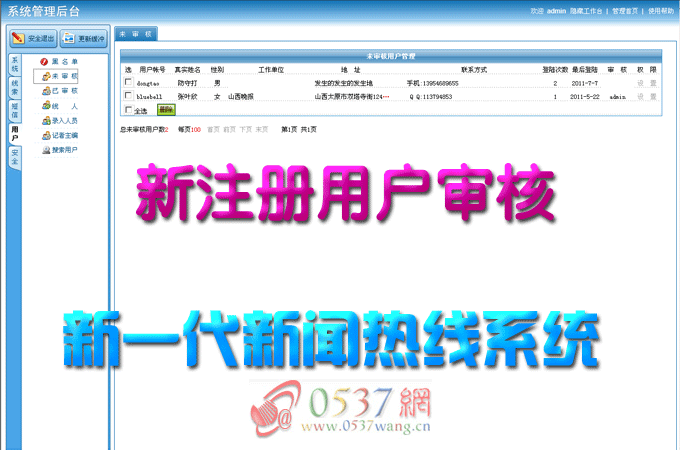 系统管理后台
欢迎 admin 隐藏工作台 | 管理首页 | 使用帮助
安全退出 更新缓冲
未 审 核
系统
线索
短信
用户
安全
黑 名 单
未 审 核
已 审 核
线 人
录入人员
记者主编
搜索用户
未审核用户管理
选 用户帐号 真实姓名 性别 工作单位 地 址 联系方式 登陆次数 最后登陆 审 核 权 限
dongtao 防守打 男 发生的发生的发生地 手机:13954689655 2 2011-7-7 设 置
bluebell 张叶欣 女 山西晚报 山西太原市双塔寺街124··· Q Q:113794853 1 2011-5-22 admin 设 置
全选 删除
总未审核用户数2 每页100 首页 前页 下页 末页 第1页 共1页
新注册用户审核
新一代新闻热线系统
0537網
www.0537wang.cn